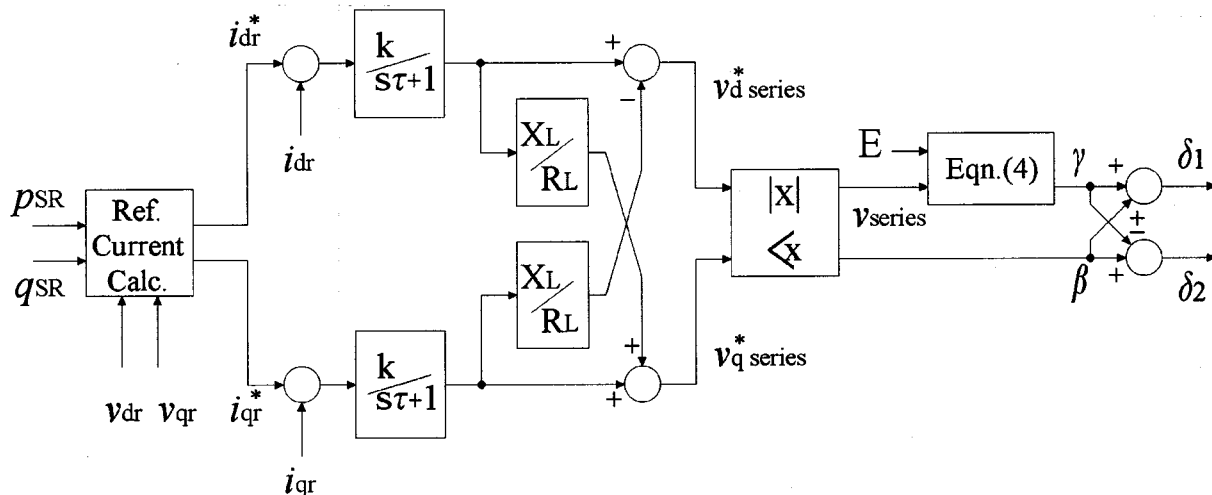 i*dr
k
sτ+1
+
−
v*d series
XL
RL
idr
E
Eqn.(4)
γ
+
δ1
pSR
qSR
Ref.
Current
Calc.
|x|
<x
vseries
+
−
β
+
δ2
XL
RL
k
sτ+1
+
+
v*q series
vdr
vqr
i*qr
iqr